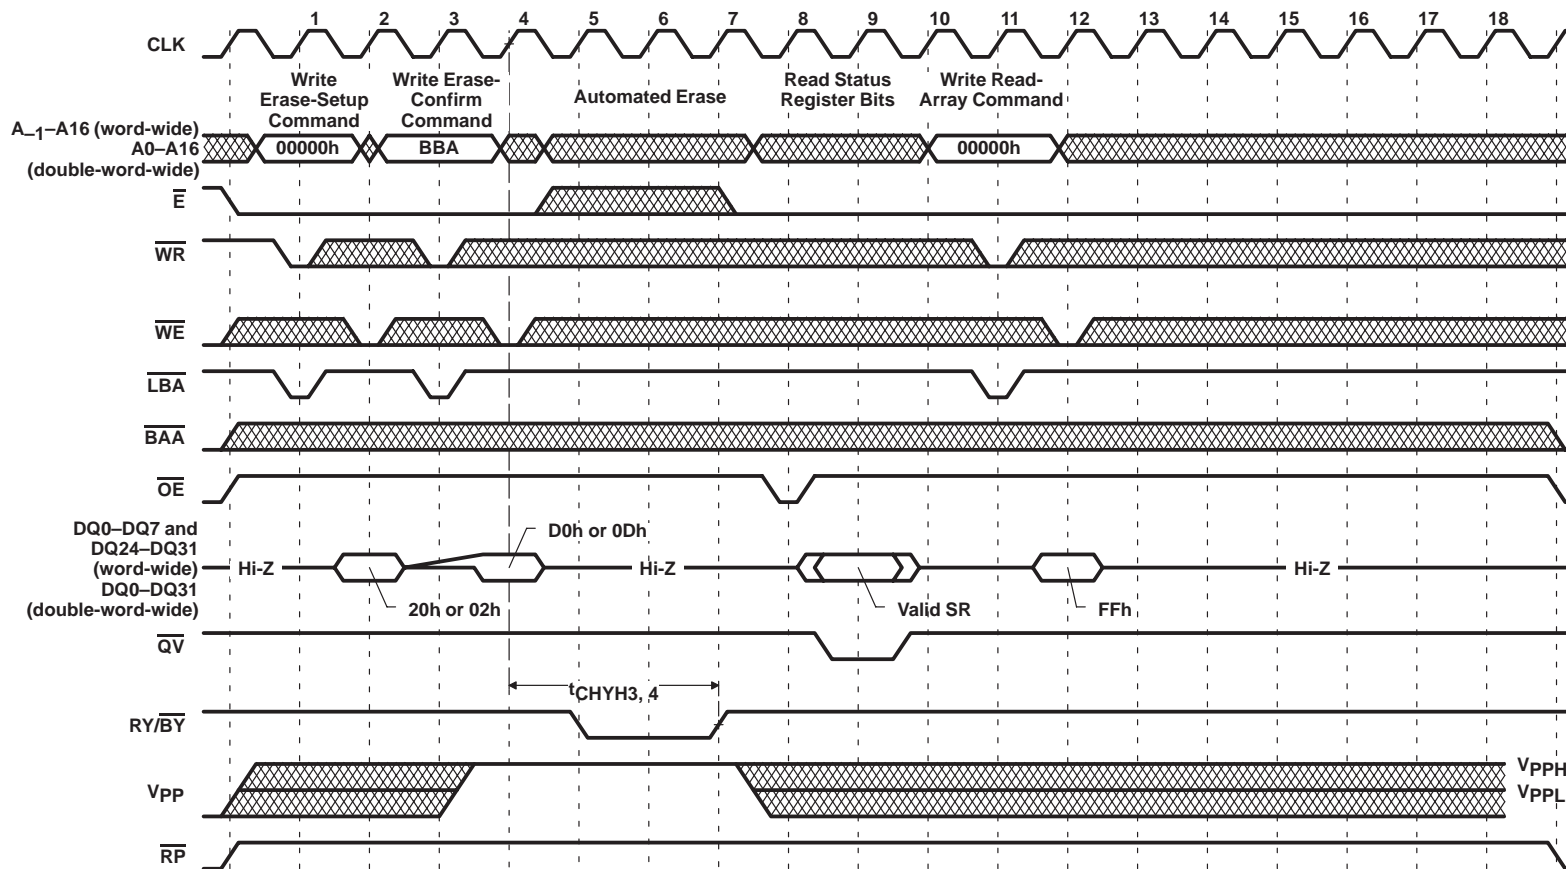 1 2 3 4 5 6 7 8 9 10 11 12 13 14 15 16 17 18
CLK
Write
Erase-Setup
Command
Write Erase-
Confirm
Command
Automated Erase
Read Status
Register Bits
Write Read-
Array Command
A–1–A16 (word-wide)
A0–A16
(double-word-wide)
00000h
BBA
00000h
E
WR
WE
LBA
BAA
OE
DQ0–DQ7 and
DQ24–DQ31
(word-wide)
DQ0–DQ31
(double-word-wide)
Hi-Z
20h or 02h
D0h or 0Dh
Hi-Z
Valid SR
FFh
Hi-Z
QV
tCHYH3, 4
RY/BY
VPP
VPPH
VPPL
RP